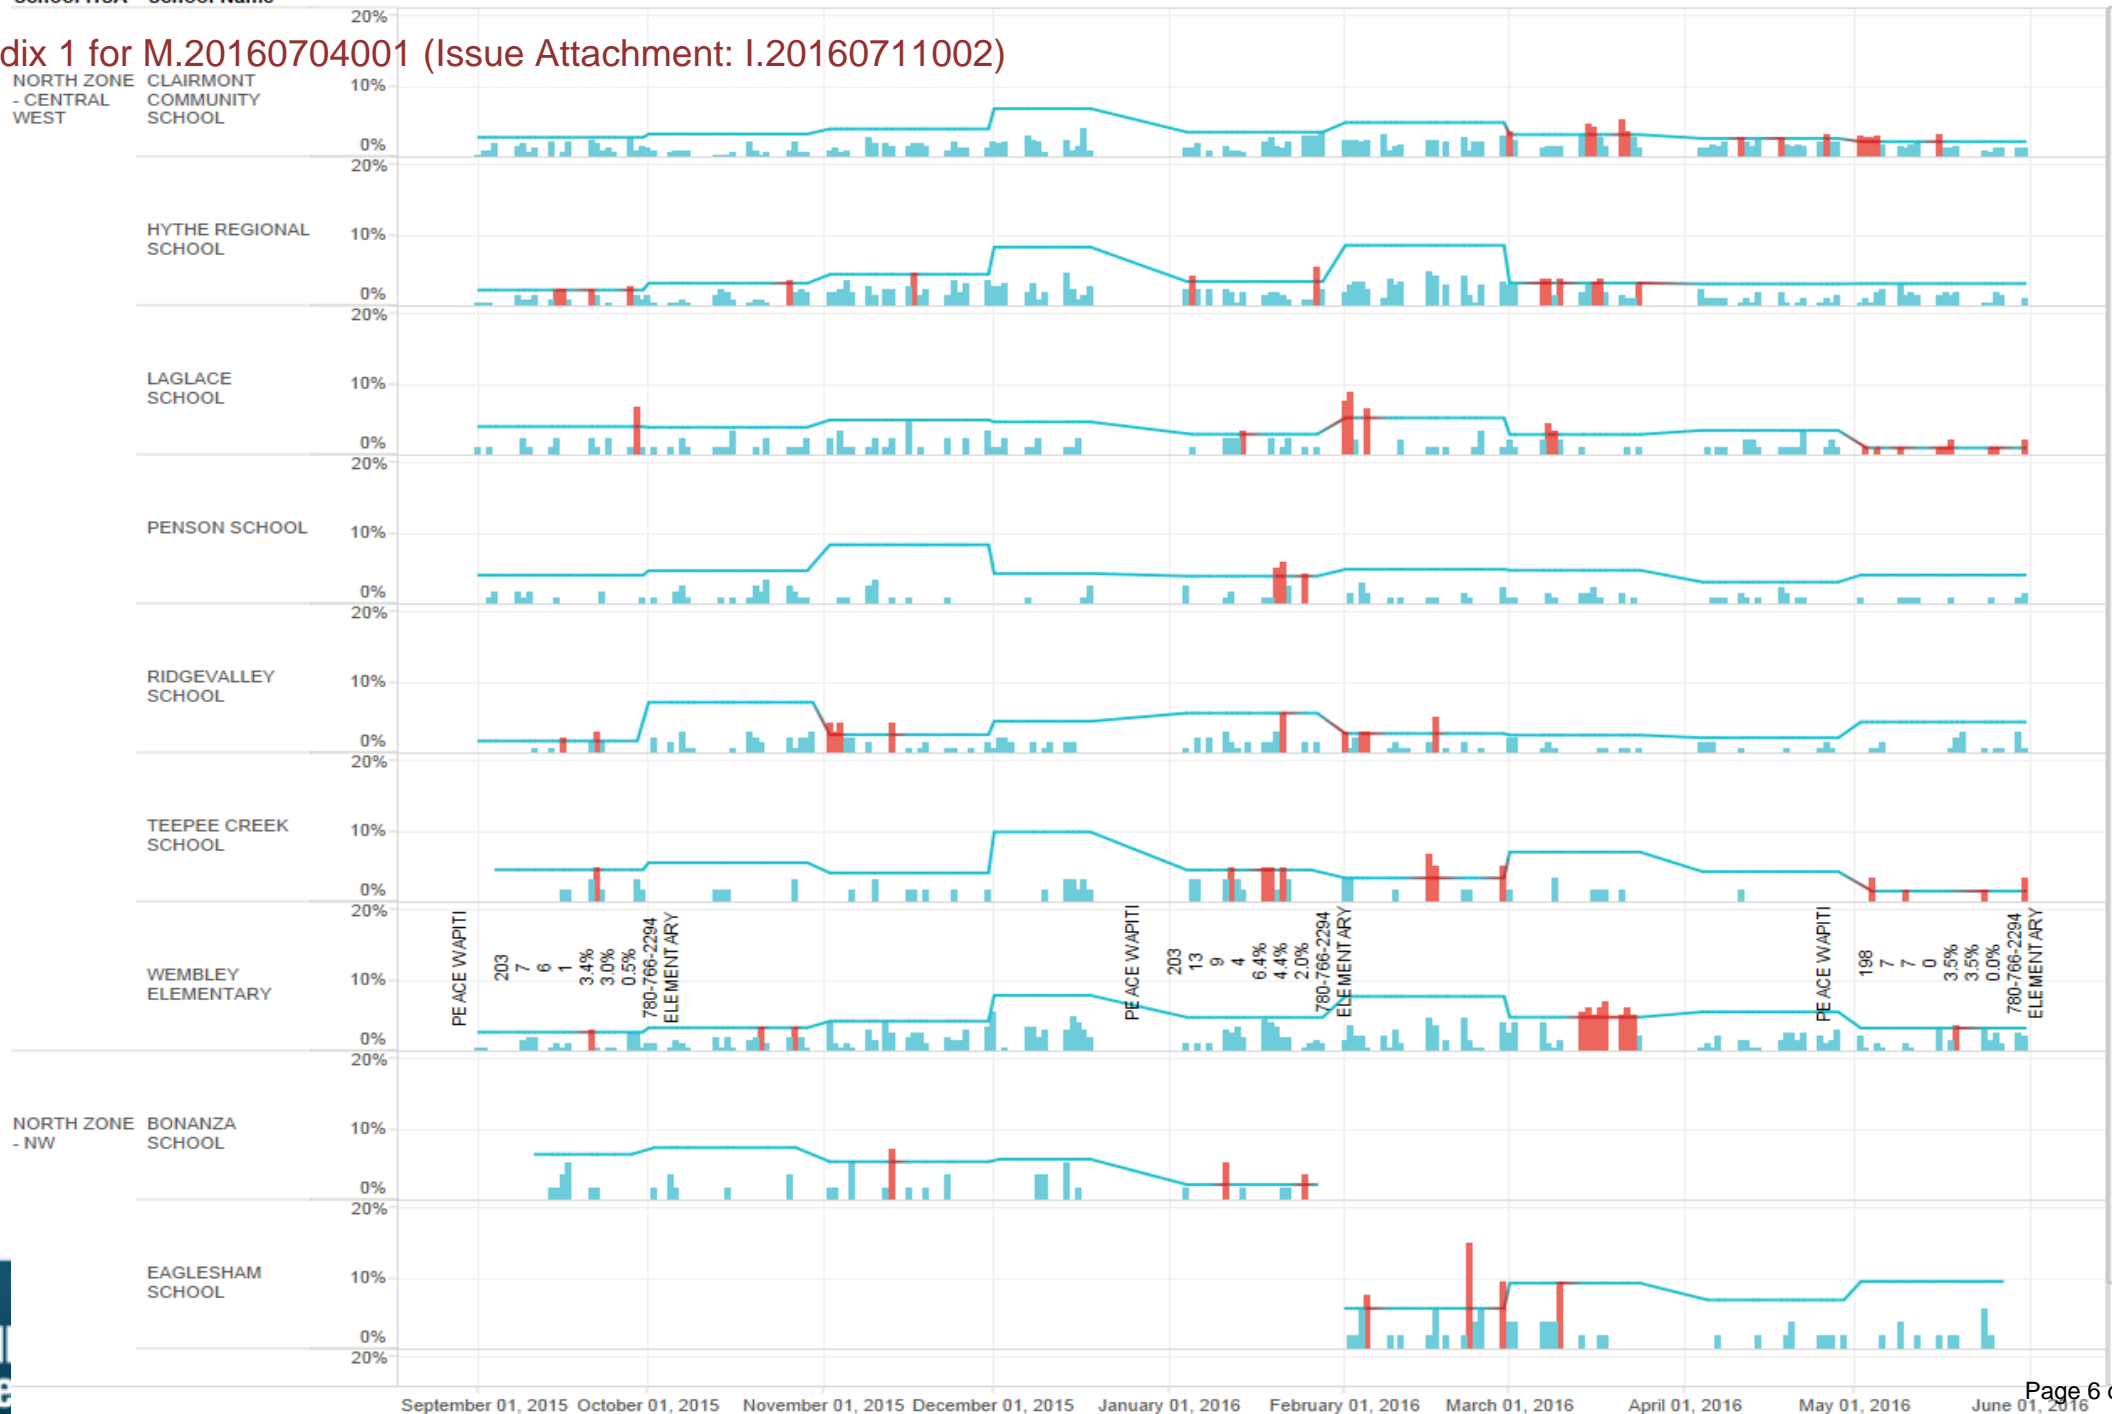 dix 1 for M.20160704001 (Issue Attachment: I.20160711002)
20%
NORTH ZONE - CENTRAL WEST
CLAIRMONT COMMUNITY SCHOOL
10%
0%
20%
HYTHE REGIONAL SCHOOL
10%
0%
20%
LAGLACE SCHOOL
10%
0%
20%
PENSON SCHOOL
10%
0%
20%
RIDGEVALLEY SCHOOL
10%
0%
20%
TEEPEE CREEK SCHOOL
10%
0%
20%
WEMBLEY ELEMENTARY
10%
0%
PEACE WAPITI
203
7
6
1
3.4%
3.0%
0.5%
780-766-2294
ELEMENTARY
PEACE WAPITI
203
13
9
4
6.4%
4.4%
2.0%
780-766-2294
ELEMENTARY
PEACE WAPITI
198
7
7
0
3.5%
3.5%
0.0%
780-766-2294
ELEMENTARY
20%
NORTH ZONE - NW
BONANZA SCHOOL
10%
0%
20%
EAGLESHAM SCHOOL
10%
0%
20%
September 01, 2015 October 01, 2015 November 01, 2015 December 01, 2015 January 01, 2016 February 01, 2016 March 01, 2016 April 01, 2016 May 01, 2016 June 01, 2016
Page 6